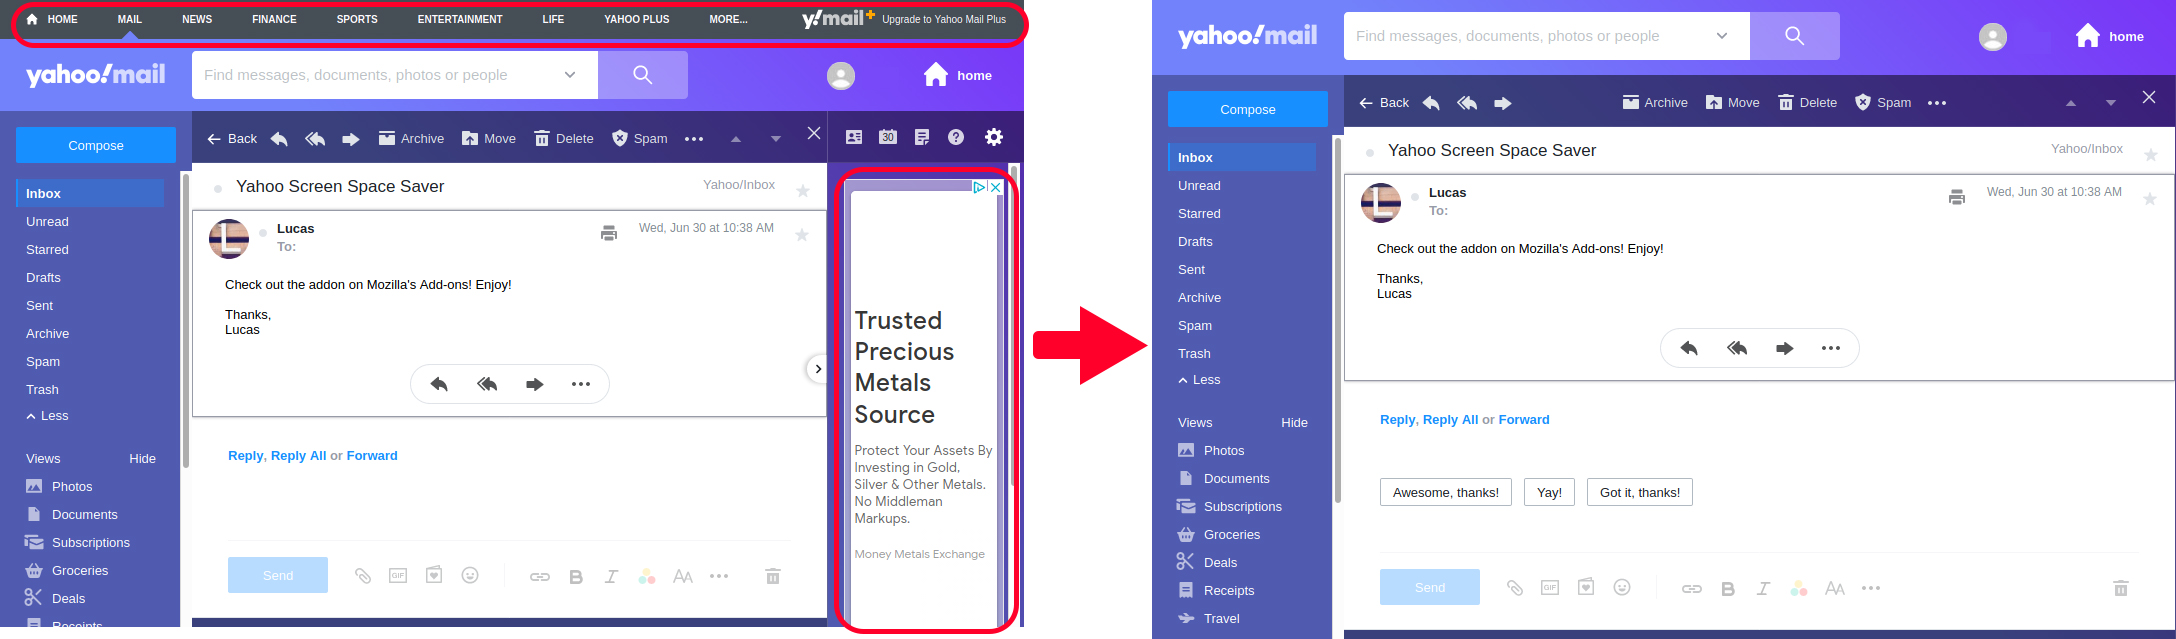 HOME MAIL NEWS FINANCE SPORTS ENTERTAINMENT LIFE YAHOO PLUS MORE... y!mail+ Upgrade to Yahoo Mail Plus
yahoo!mail Find messages, documents, photos or people home
Compose
Back Archive Move Delete Spam 30
Inbox
Unread
Starred
Drafts
Sent
Archive
Spam
Trash
Less
Views Hide
Photos
Documents
Subscriptions
Groceries
Deals
Receipts
Yahoo Screen Space Saver Yahoo/Inbox
L Lucas Wed, Jun 30 at 10:38 AM
To:
Check out the addon on Mozilla's Add-ons! Enjoy!
Thanks,
Lucas
Reply, Reply All or Forward
Send GIF B I AA
Trusted
Precious
Metals
Source
Protect Your Assets By
Investing in Gold,
Silver & Other Metals.
No Middleman
Markups.
Money Metals Exchange
yahoo!mail Find messages, documents, photos or people home
Compose
Back Archive Move Delete Spam
Inbox
Unread
Starred
Drafts
Sent
Archive
Spam
Trash
Less
Views Hide
Photos
Documents
Subscriptions
Groceries
Deals
Receipts
Travel
Yahoo Screen Space Saver Yahoo/Inbox
L Lucas Wed, Jun 30 at 10:38 AM
To:
Check out the addon on Mozilla's Add-ons! Enjoy!
Thanks,
Lucas
Reply, Reply All or Forward
Awesome, thanks! Yay! Got it, thanks!
Send GIF B I AA